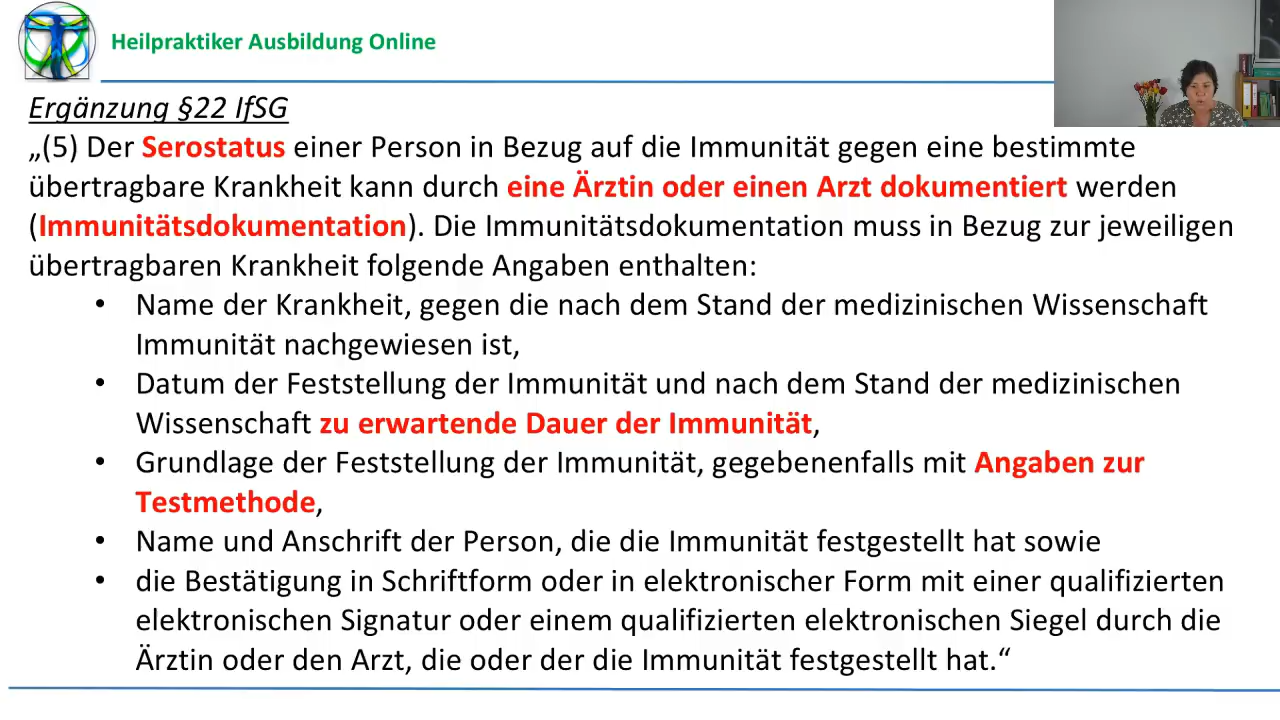 Heilpraktiker Ausbildung Online
Ergänzung §22 IfSG
„(5) Der Serostatus einer Person in Bezug auf die Immunität gegen eine bestimmte
übertragbare Krankheit kann durch eine Ärztin oder einen Arzt dokumentiert werden
(Immunitätsdokumentation). Die Immunitätsdokumentation muss in Bezug zur jeweiligen
übertragbaren Krankheit folgende Angaben enthalten:
• Name der Krankheit, gegen die nach dem Stand der medizinischen Wissenschaft
Immunität nachgewiesen ist,
• Datum der Feststellung der Immunität und nach dem Stand der medizinischen
Wissenschaft zu erwartende Dauer der Immunität,
• Grundlage der Feststellung der Immunität, gegebenenfalls mit Angaben zur
Testmethode,
• Name und Anschrift der Person, die die Immunität festgestellt hat sowie
• die Bestätigung in Schriftform oder in elektronischer Form mit einer qualifizierten
elektronischen Signatur oder einem qualifizierten elektronischen Siegel durch die
Ärztin oder den Arzt, die oder der die Immunität festgestellt hat.“